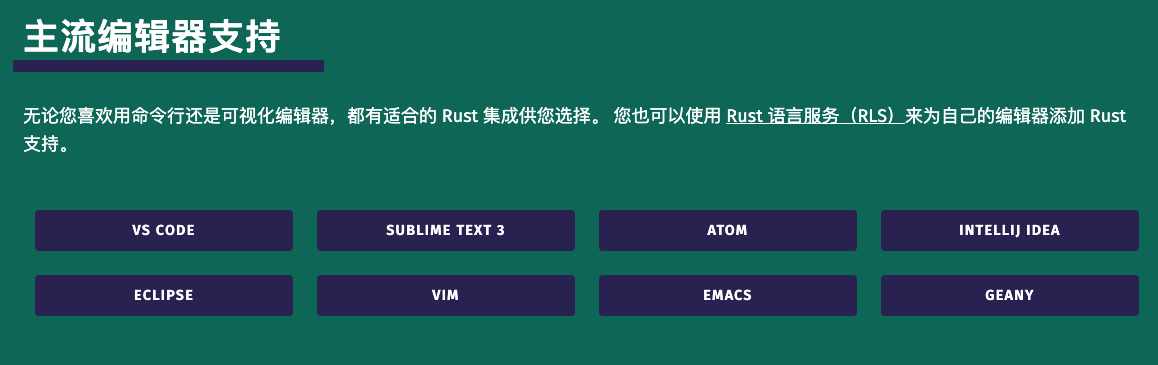 主流编辑器支持
无论您喜欢用命令行还是可视化编辑器，都有适合的 Rust 集成供您选择。 您也可以使用 Rust 语言服务（RLS）来为自己的编辑器添加 Rust
支持。
VS CODE
SUBLIME TEXT 3
ATOM
INTELLIJ IDEA
ECLIPSE
VIM
EMACS
GEANY